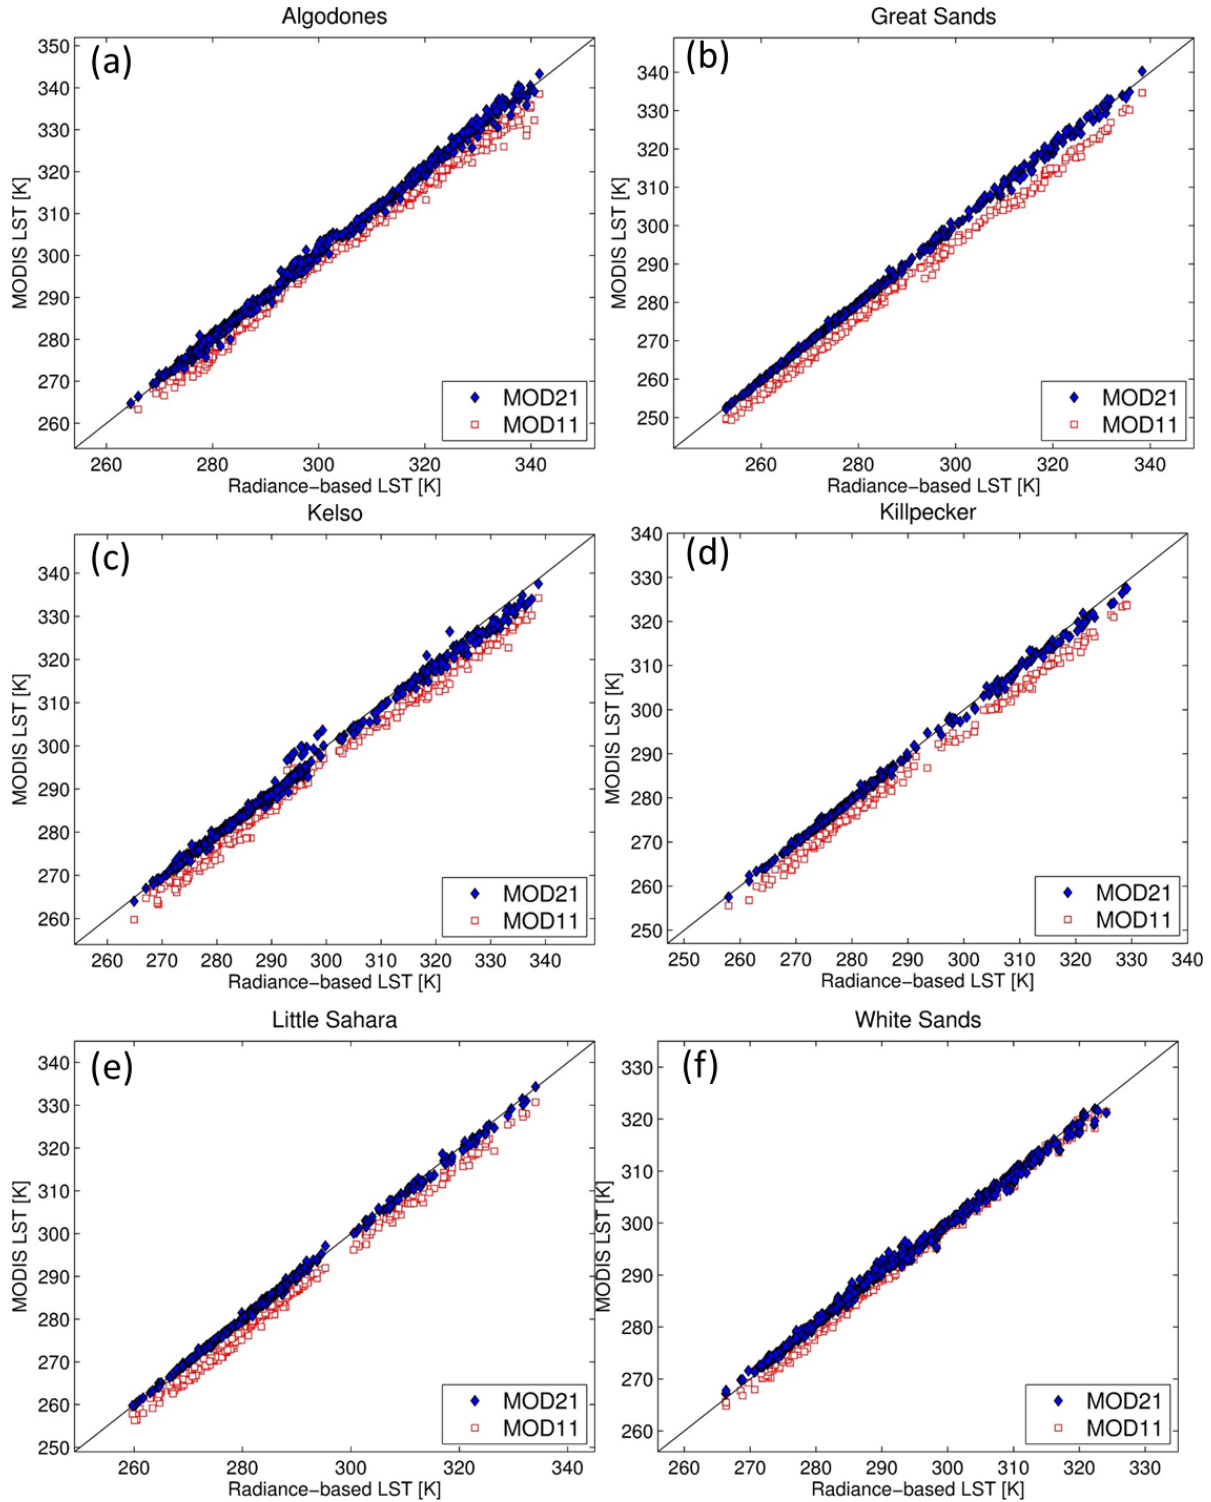 Algodones
(a)
350
340
330
320
310
300
290
280
270
260
MODIS LST [K]
MOD21
MOD11
260 280 300 320 340
Radiance−based LST [K]
Great Sands
(b)
340
330
320
310
300
290
280
270
260
250
MODIS LST [K]
MOD21
MOD11
260 280 300 320 340
Radiance−based LST [K]
Kelso
(c)
340
330
320
310
300
290
280
270
260
MODIS LST [K]
MOD21
MOD11
260 270 280 290 300 310 320 330 340
Radiance−based LST [K]
Killpecker
(d)
340
330
320
310
300
290
280
270
260
250
MODIS LST [K]
MOD21
MOD11
250 260 270 280 290 300 310 320 330 340
Radiance−based LST [K]
Little Sahara
(e)
340
330
320
310
300
290
280
270
260
250
MODIS LST [K]
MOD21
MOD11
260 280 300 320 340
Radiance−based LST [K]
White Sands
(f)
330
320
310
300
290
280
270
260
MODIS LST [K]
MOD21
MOD11
260 270 280 290 300 310 320 330
Radiance−based LST [K]